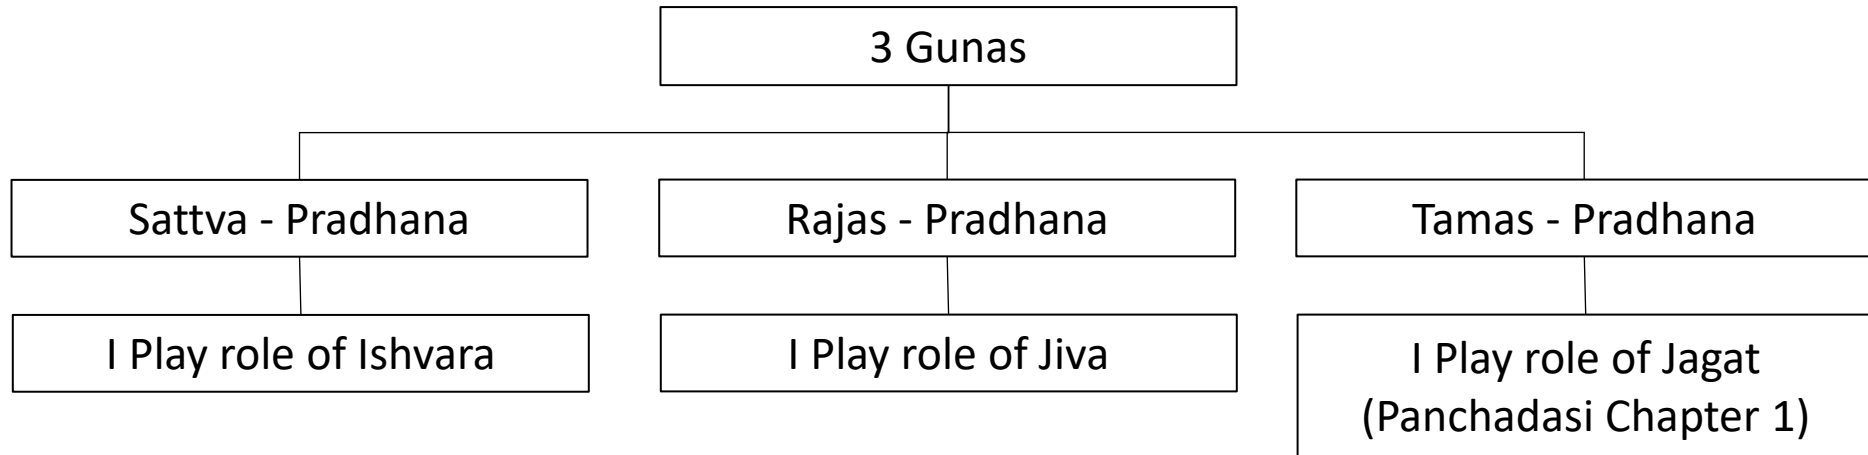 3 Gunas
Sattva - Pradhana
Rajas - Pradhana
Tamas - Pradhana
I Play role of Ishvara
I Play role of Jiva
I Play role of Jagat
(Panchadasi Chapter 1)